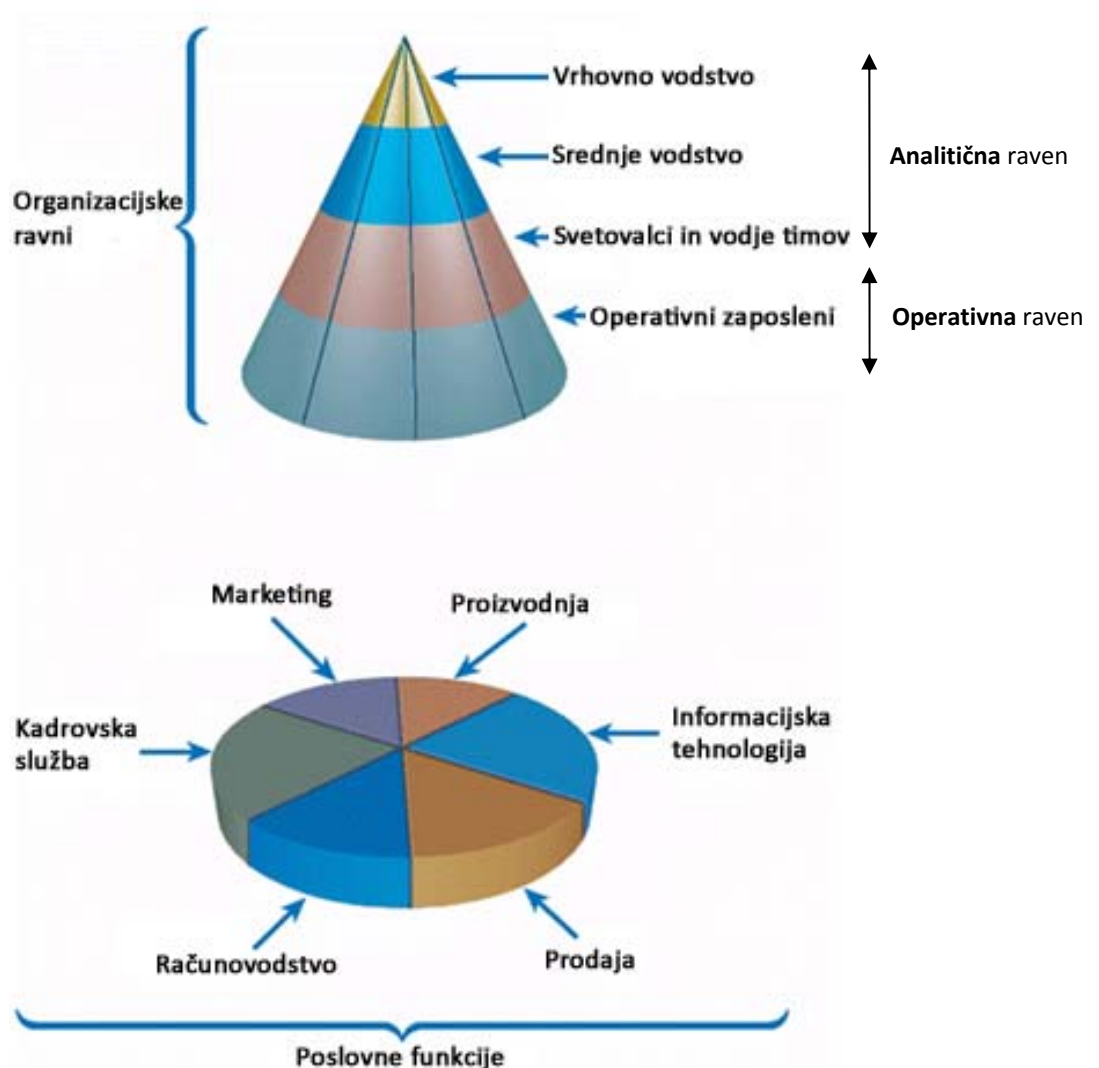 Vrhovno vodstvo
Srednje vodstvo
Analitična raven
Organizacijske
ravni
Svetovalci in vodje timov
Operativni zaposleni
Operativna raven
Marketing
Proizvodnja
Kadrovska
služba
Informacijska
tehnologija
Računovodstvo
Prodaja
Poslovne funkcije